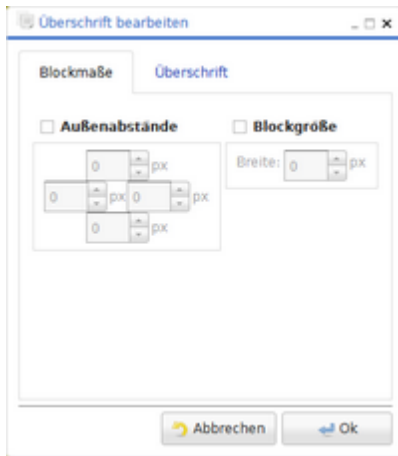 Überschrift bearbeiten
Blockmaße Überschrift
Außenabstände Blockgröße
0 px
Breite: 0 px
0 px 0 px
0 px
Abbrechen Ok